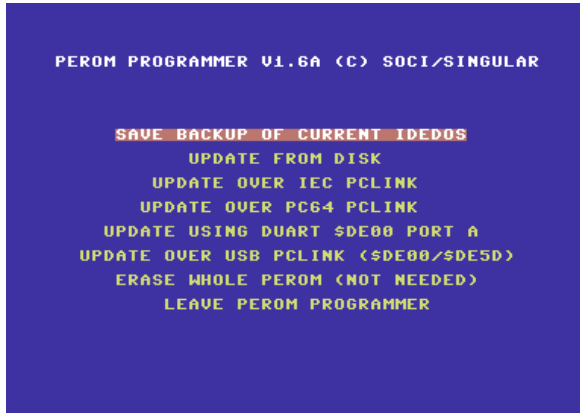 PEROM PROGRAMMER V1.6A (C) SOCI/SINGULAR
SAVE BACKUP OF CURRENT IDEDOS
UPDATE FROM DISK
UPDATE OVER IEC PCLINK
UPDATE OVER PC64 PCLINK
UPDATE USING DUART $DE00 PORT A
UPDATE OVER USB PCLINK ($DE00/$DE5D)
ERASE WHOLE PEROM (NOT NEEDED)
LEAVE PEROM PROGRAMMER